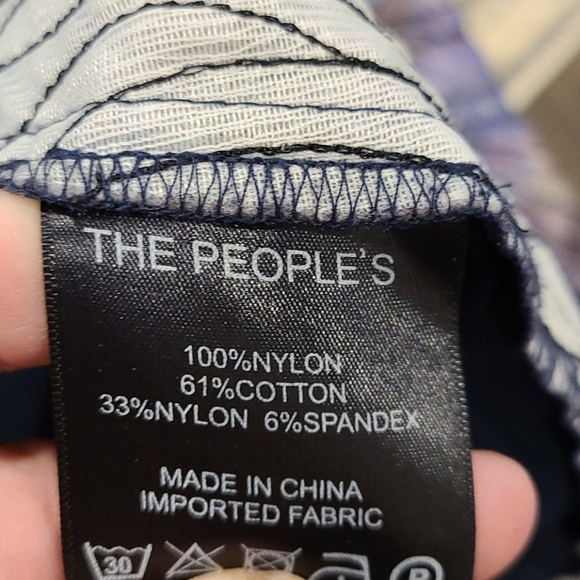 THE PEOPLE'S
100%NYLON
61%COTTON
33%NYLON 6%SPANDEX
MADE IN CHINA
IMPORTED FABRIC
30 P